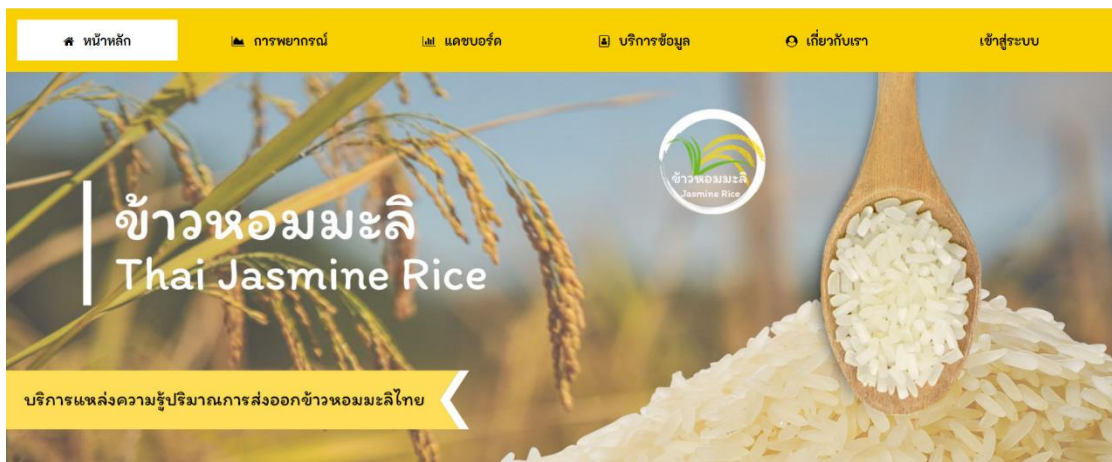 หน้าหลัก
การพยากรณ์
แดชบอร์ด
บริการข้อมูล
เกี่ยวกับเรา
เข้าสู่ระบบ
ข้าวหอมมะลิ
Jasmine Rice
ข้าวหอมมะลิ
Thai Jasmine Rice
บริการแหล่งความรู้ปริมาณการส่งออกข้าวหอมมะลิไทย